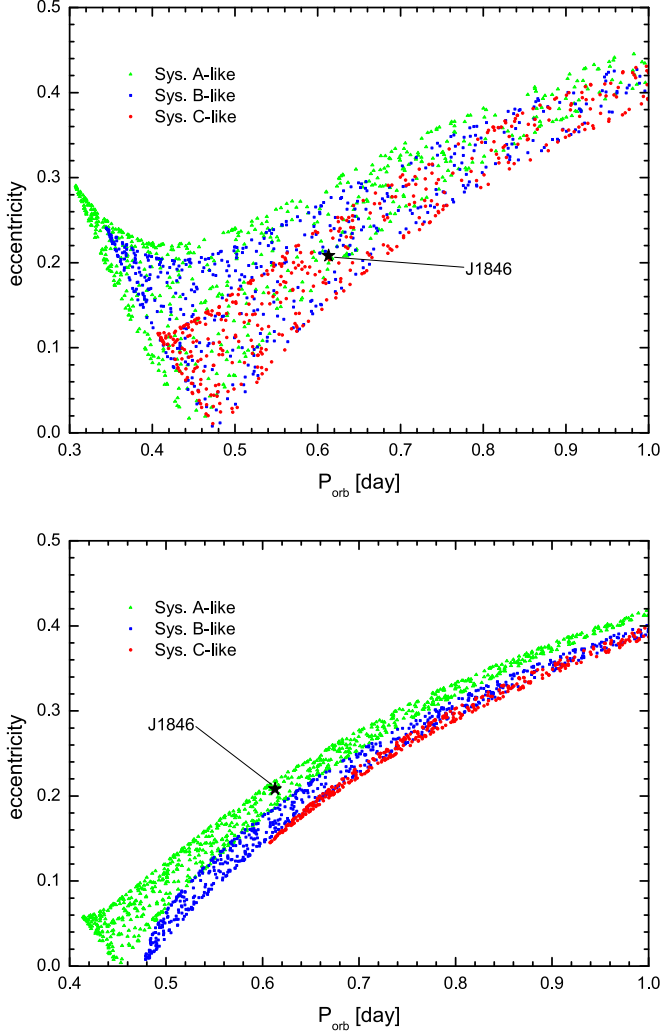 0.5
0.4
0.3
0.2
0.1
0.0
eccentricity
Sys. A-like
Sys. B-like
Sys. C-like
J1846
0.3 0.4 0.5 0.6 0.7 0.8 0.9 1.0
P_orb [day]
0.5
0.4
0.3
0.2
0.1
0.0
eccentricity
Sys. A-like
Sys. B-like
Sys. C-like
J1846
0.4 0.5 0.6 0.7 0.8 0.9 1.0
P_orb [day]